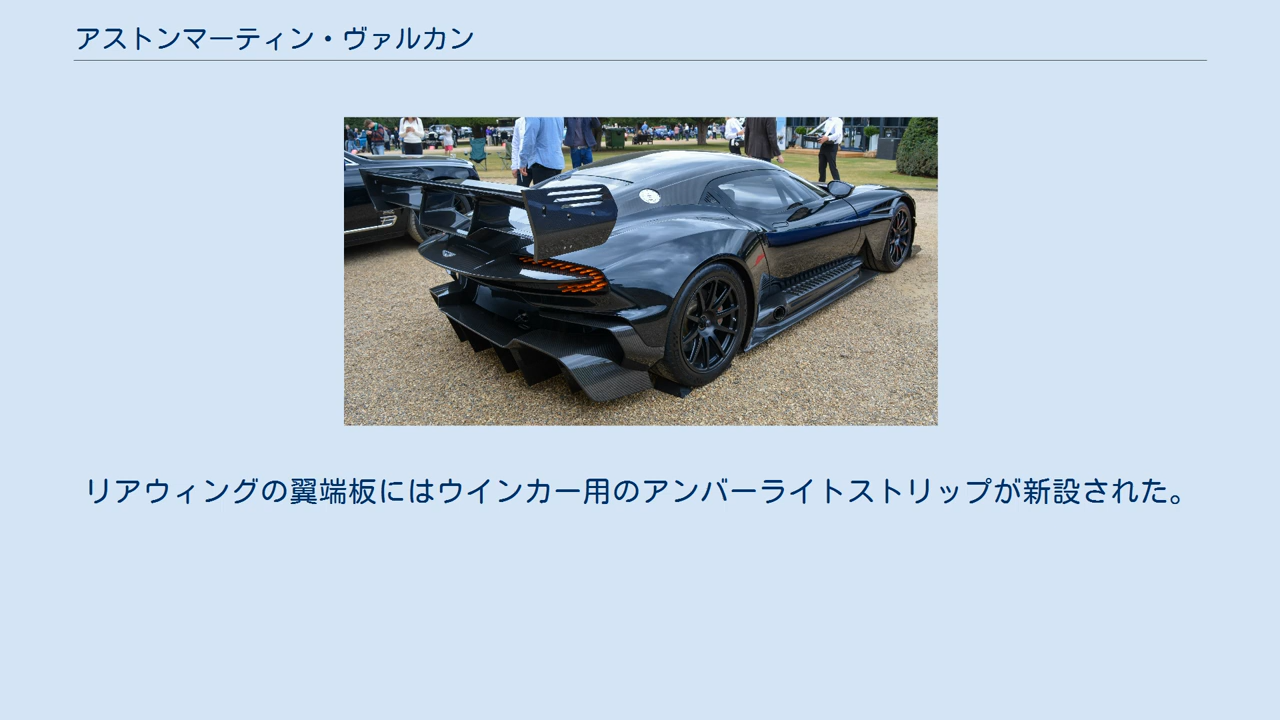 アストンマーティン・ヴァルカン
リアウィングの翼端板にはウインカー用のアンバーライトストリップが新設された。